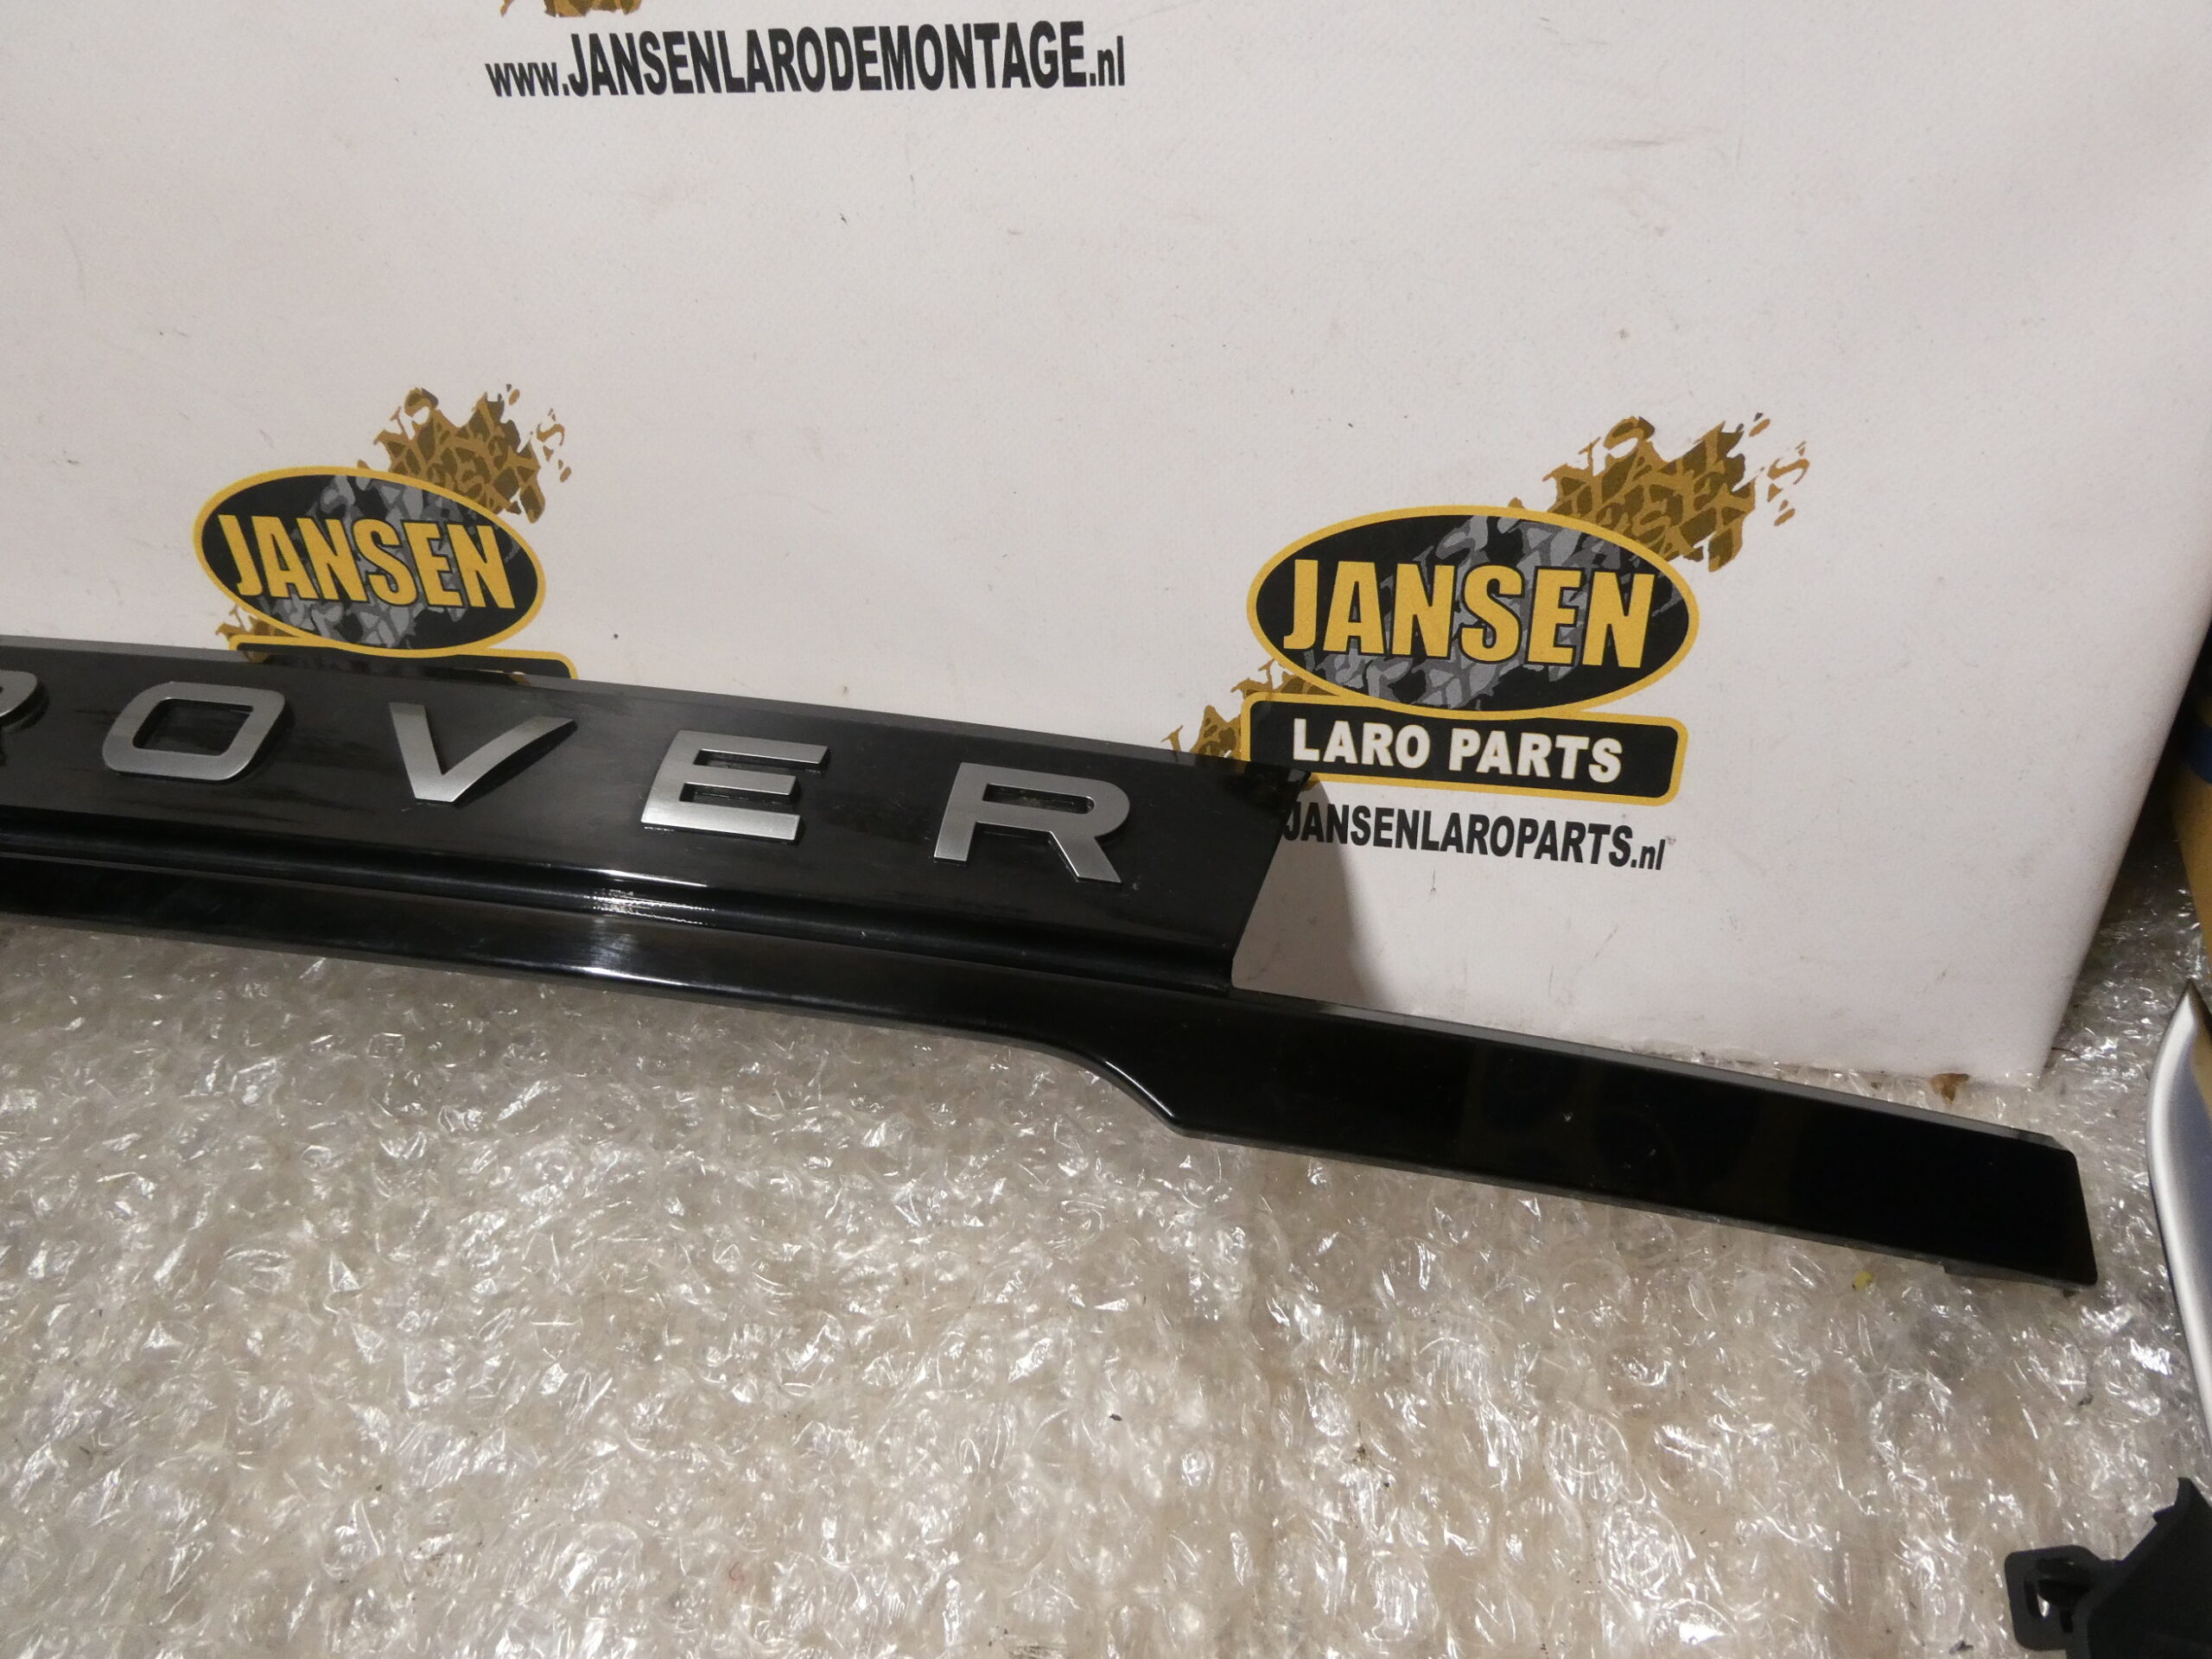 www.JANSENLARODEMONTAGE.nl
JANSEN
JANSEN
LARO PARTS
JANSENLAROPARTS.nl
ROVER